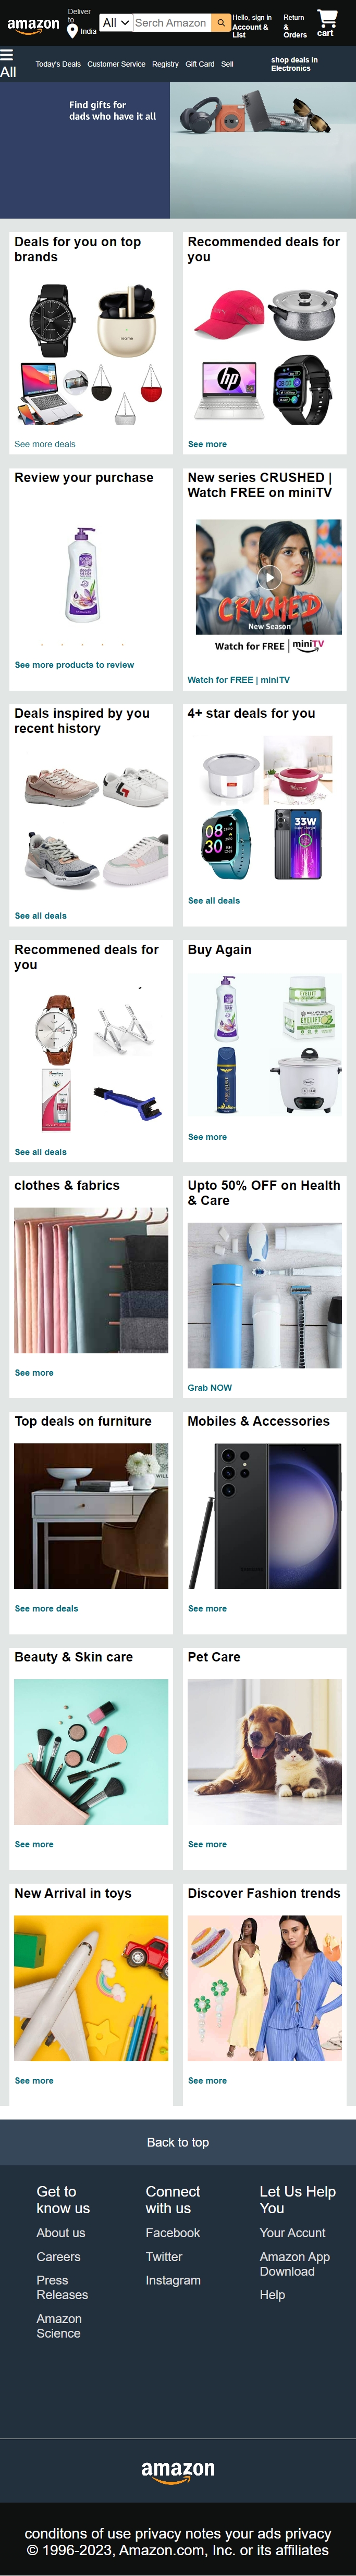 amazon
Deliver
to
India
All
Serch Amazon
Hello, sign in
Account &
List
Return
&
Orders
cart
All
Today's Deals Customer Service Registry Gift Card Sell
shop deals in
Electronics
Find gifts for
dads who have it all
Deals for you on top
brands
See more deals
Recommended deals for
you
hp
See more
Review your purchase
See more products to review
New series CRUSHED |
Watch FREE on miniTV
CRUSHED
New Season
Watch for FREE | miniTV
Watch for FREE | miniTV
Deals inspired by you
recent history
See all deals
4+ star deals for you
08
30
33W
See all deals
Recommened deals for
you
See all deals
Buy Again
See more
clothes & fabrics
See more
Upto 50% OFF on Health
& Care
Grab NOW
Top deals on furniture
WILL
See more deals
Mobiles & Accessories
See more
Beauty & Skin care
See more
Pet Care
See more
New Arrival in toys
See more
Discover Fashion trends
See more
Back to top
Get to
know us
About us
Careers
Press
Releases
Amazon
Science
Connect
with us
Facebook
Twitter
Instagram
Let Us Help
You
Your Accunt
Amazon App
Download
Help
amazon
conditons of use privacy notes your ads privacy
© 1996-2023, Amazon.com, Inc. or its affiliates